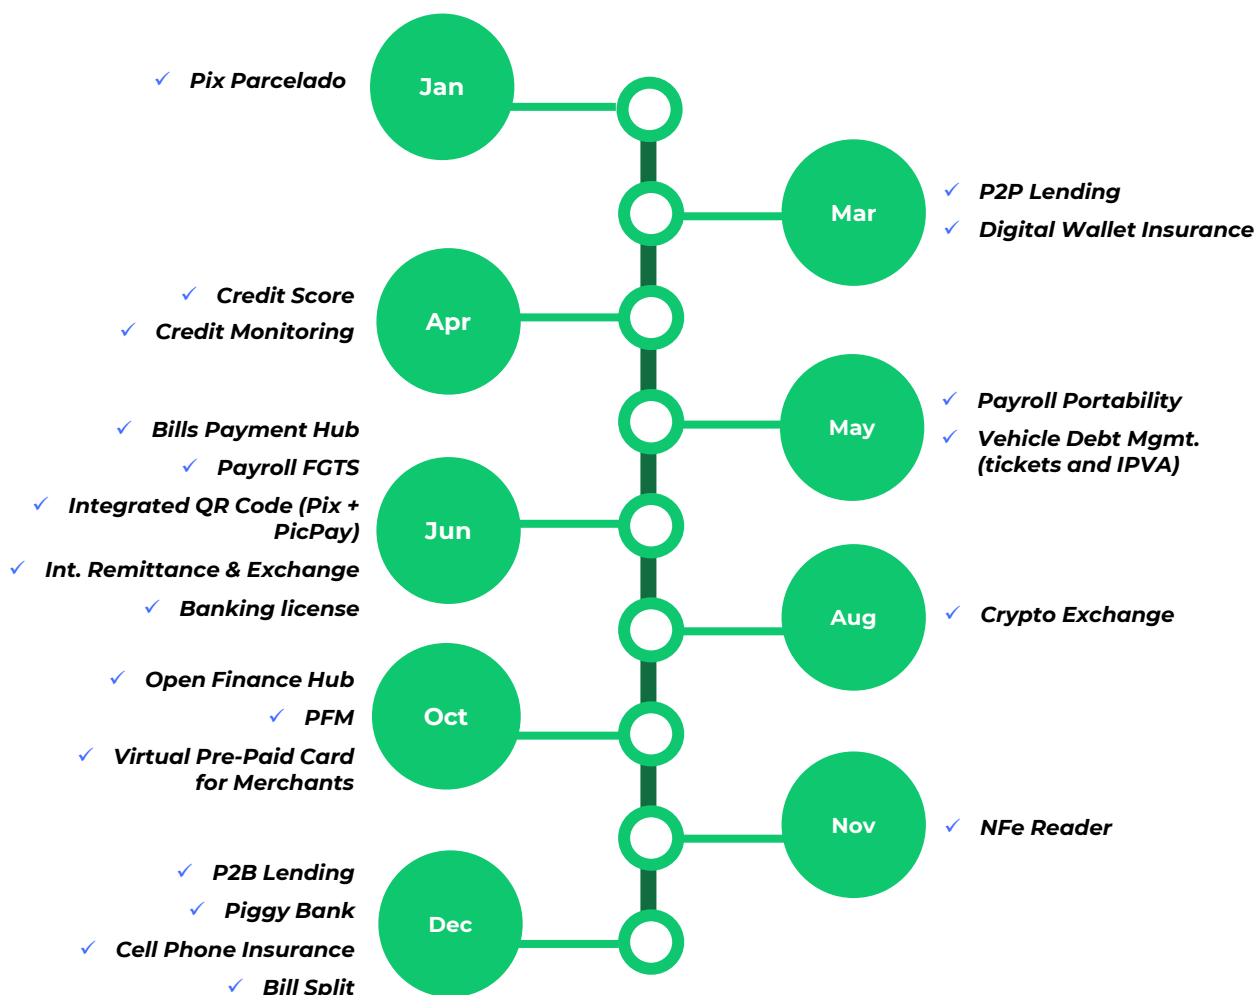 Pix Parcelado
Jan
Mar
P2P Lending
Digital Wallet Insurance
Credit Score
Credit Monitoring
Apr
May
Payroll Portability
Vehicle Debt Mgmt.
(tickets and IPVA)
Bills Payment Hub
Payroll FGTS
Integrated QR Code (Pix +
PicPay)
Int. Remittance & Exchange
Banking license
Jun
Aug
Crypto Exchange
Open Finance Hub
PFM
Virtual Pre-Paid Card
for Merchants
Oct
Nov
NFe Reader
P2B Lending
Piggy Bank
Cell Phone Insurance
Bill Split
Dec